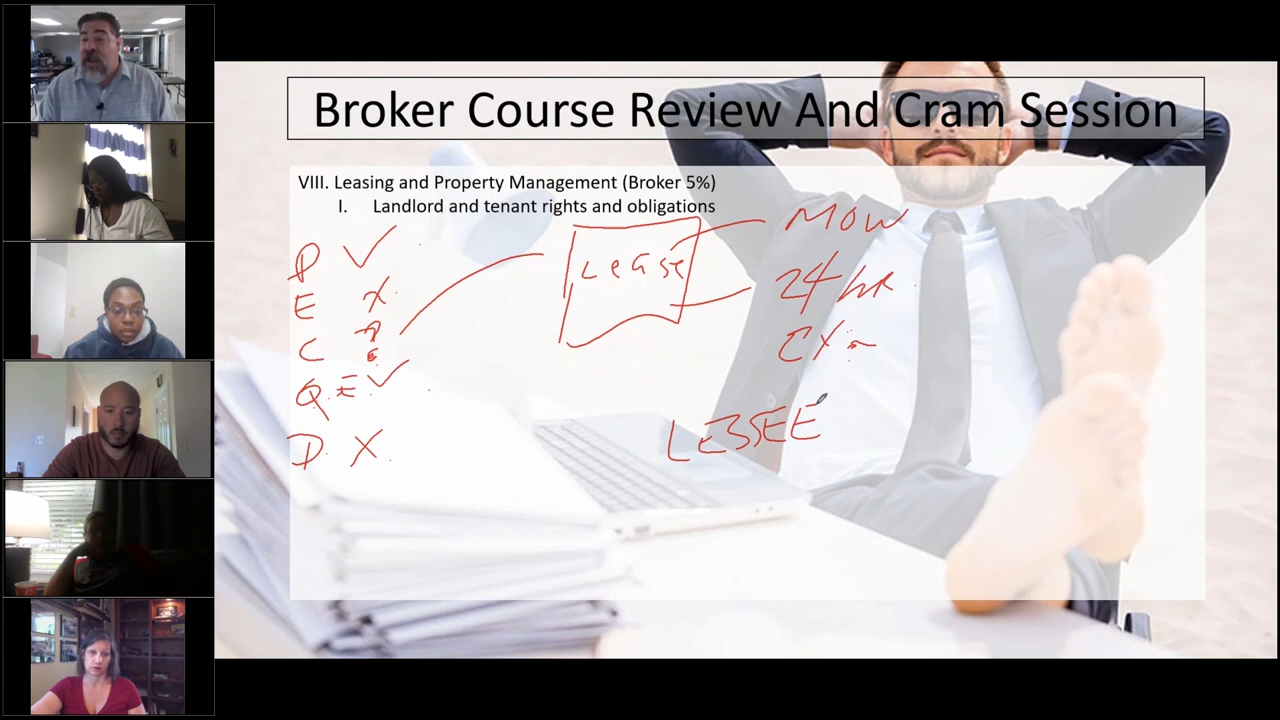 Broker Course Review And Cram Session
VIII. Leasing and Property Management (Broker 5%)
I. Landlord and tenant rights and obligations
P ✓
E X
C
Q.E ✓
D X
Lease
MOW
24 HR
LESSEE